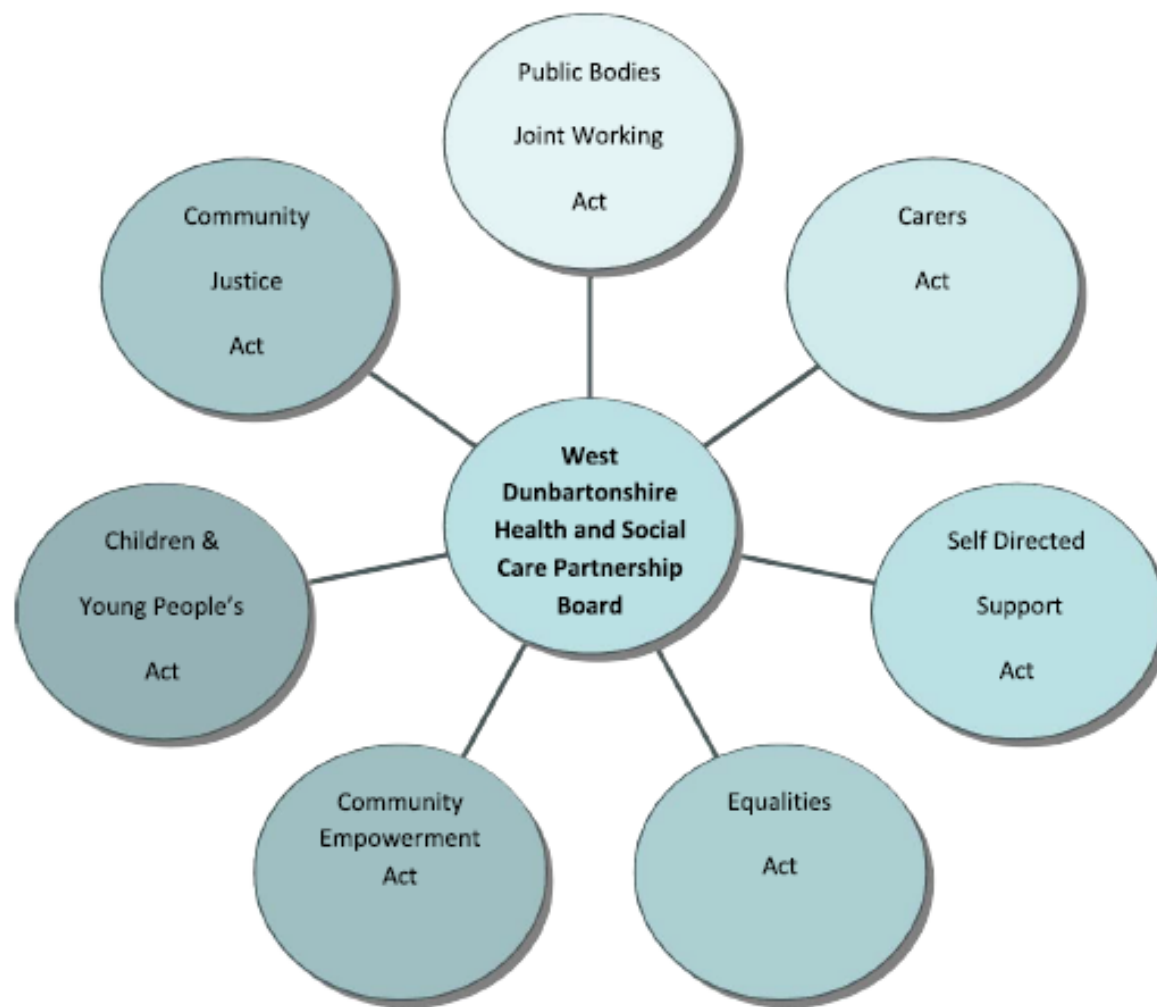 Public Bodies
Joint Working
Act
Carers
Act
Self Directed
Support
Act
Equalities
Act
Community
Empowerment
Act
Children &
Young People's
Act
Community
Justice
Act
West
Dunbartonshire
Health and Social
Care Partnership
Board